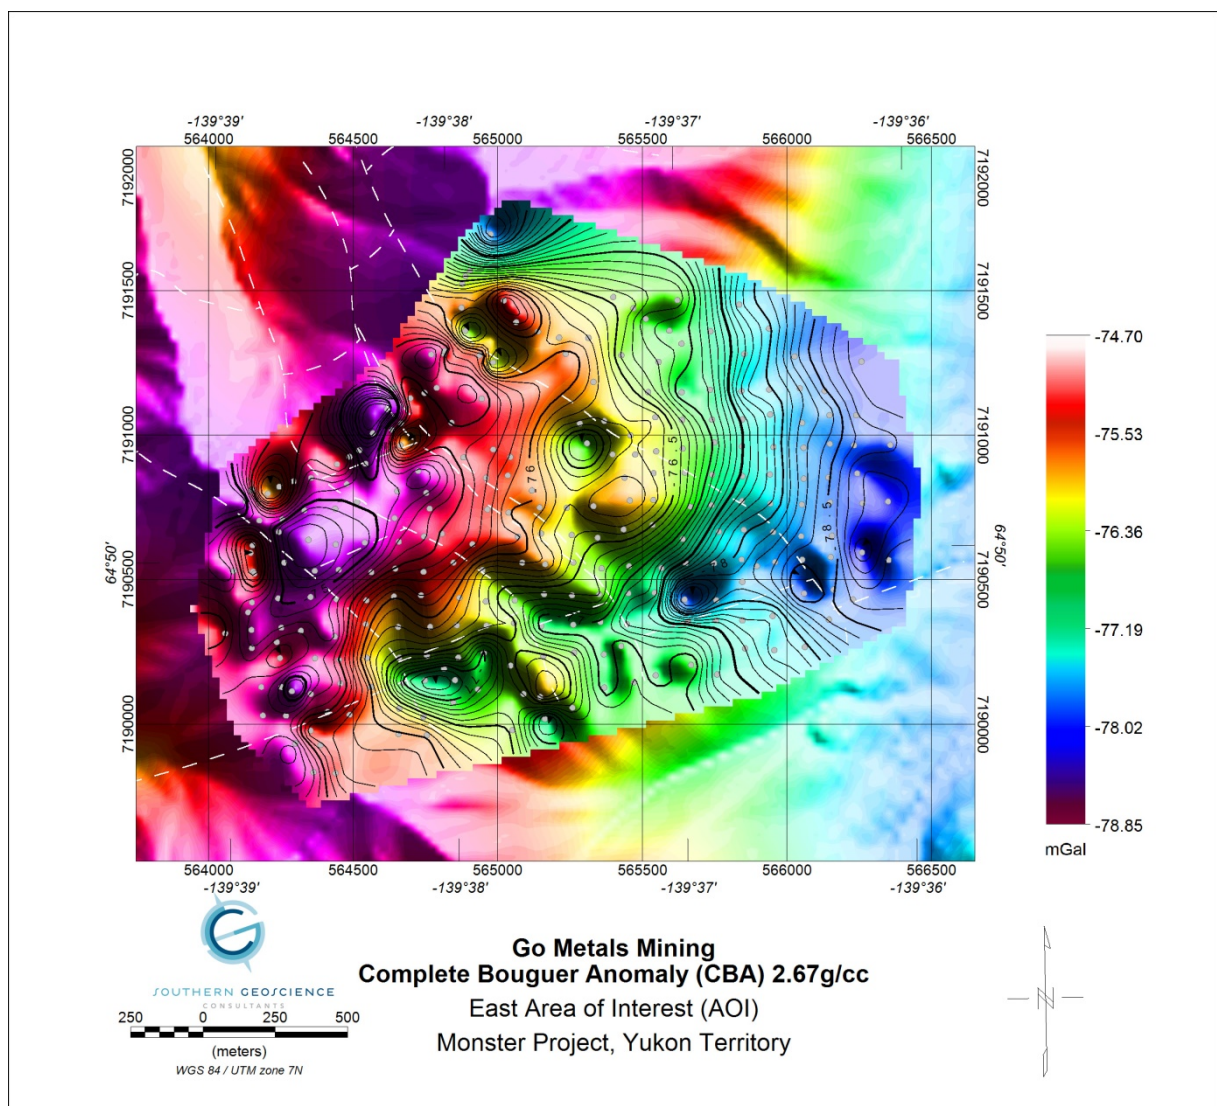 -139°39' -139°38' -139°37' -139°36'
564000 564500 565000 565500 566000 566500
7192000 7192000
7191500 7191500
7191000 7191000
-76 -76.5
-78.5
64°50' 64°50'
7190500 7190500
7190000 7190000
-74.70
-75.53
-76.36
-77.19
-78.02
-78.85
mGal
564000 564500 565000 565500 566000 566500
-139°39' -139°38' -139°37' -139°36'
SOUTHERN GEOSCIENCE
CONSULTANTS
250 0 250 500
(meters)
WGS 84 / UTM zone 7N
Go Metals Mining
Complete Bouguer Anomaly (CBA) 2.67g/cc
East Area of Interest (AOI)
Monster Project, Yukon Territory
N